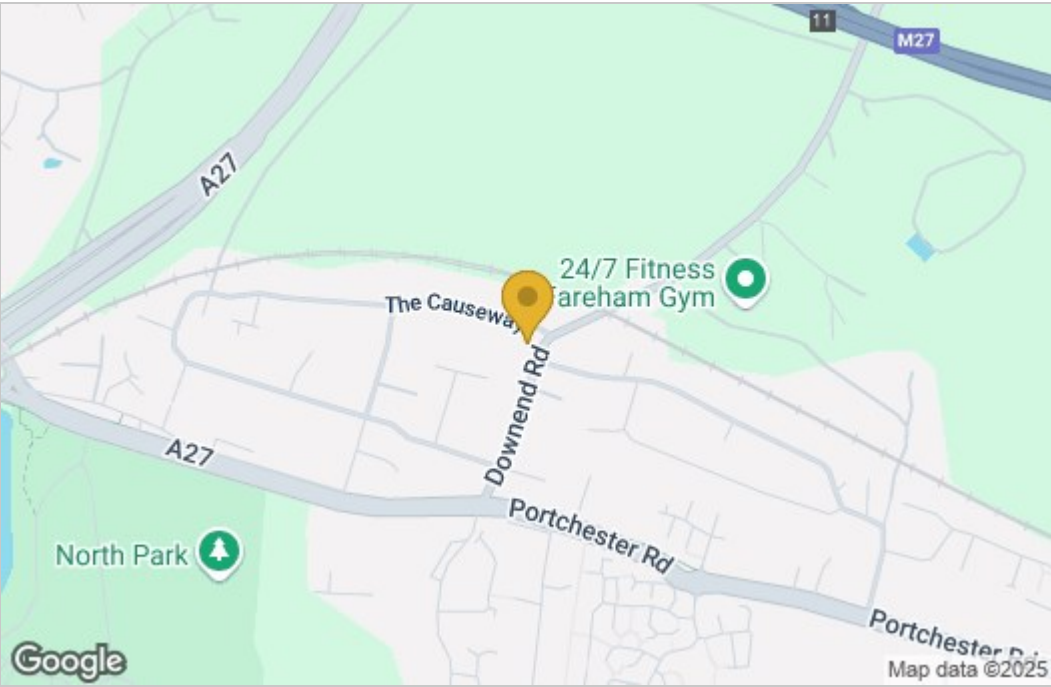 11
M27
A27
24/7 Fitness
Fareham Gym
The Causeway
Downend Rd
A27
Portchester Rd
North Park
Portchester Rd
Google
Map data ©2025